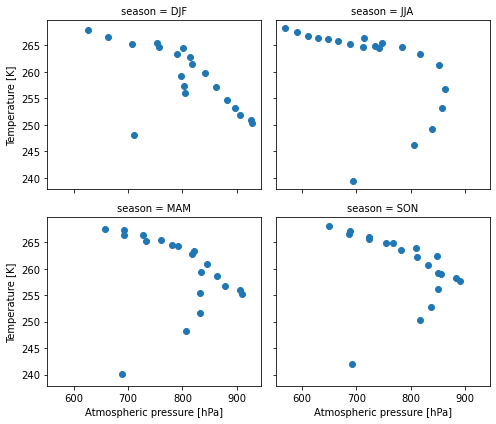 season = DJF
season = JJA
Temperature [K]
265
260
255
250
245
240
season = MAM
season = SON
Temperature [K]
270
265
260
255
250
245
240
600 700 800 900
600 700 800 900
Atmospheric pressure [hPa]
Atmospheric pressure [hPa]